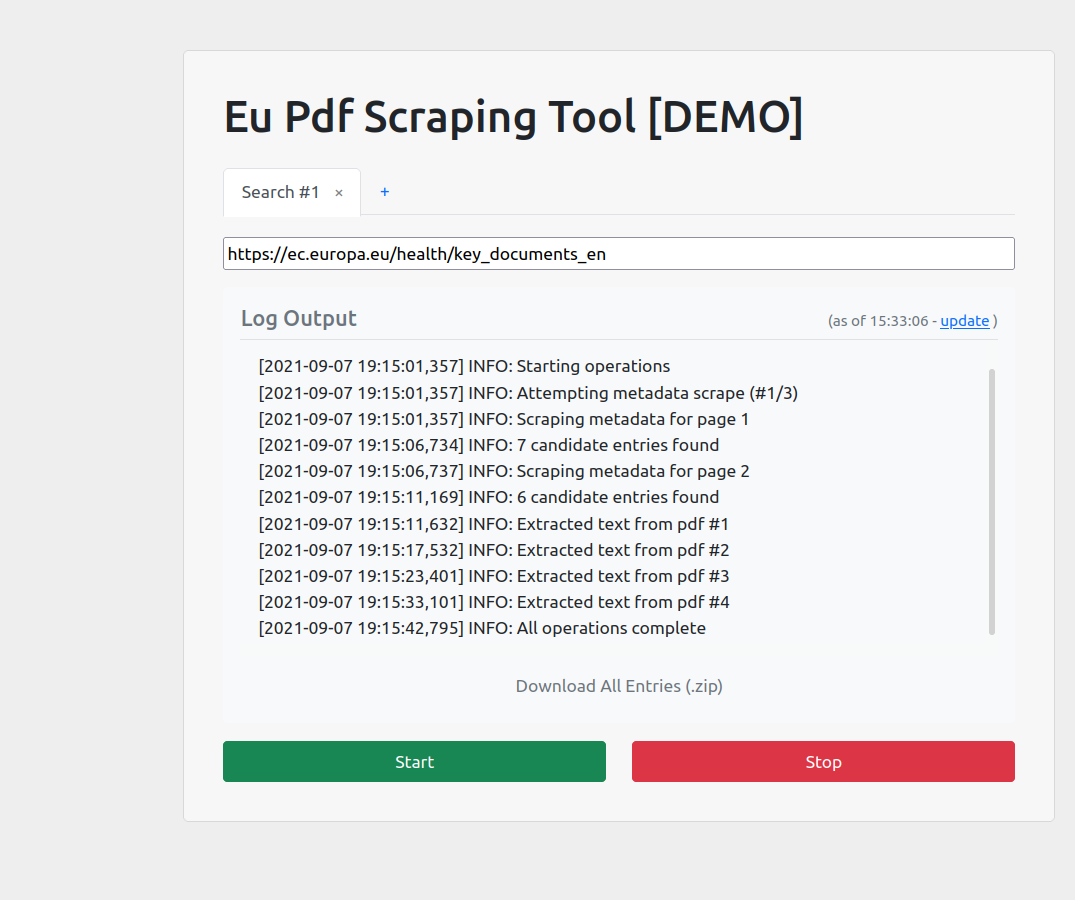 Eu Pdf Scraping Tool [DEMO]
Search #1 × +
https://ec.europa.eu/health/key_documents_en
Log Output (as of 15:33:06 - update )
[2021-09-07 19:15:01,357] INFO: Starting operations
[2021-09-07 19:15:01,357] INFO: Attempting metadata scrape (#1/3)
[2021-09-07 19:15:01,357] INFO: Scraping metadata for page 1
[2021-09-07 19:15:06,734] INFO: 7 candidate entries found
[2021-09-07 19:15:06,737] INFO: Scraping metadata for page 2
[2021-09-07 19:15:11,169] INFO: 6 candidate entries found
[2021-09-07 19:15:11,632] INFO: Extracted text from pdf #1
[2021-09-07 19:15:17,532] INFO: Extracted text from pdf #2
[2021-09-07 19:15:23,401] INFO: Extracted text from pdf #3
[2021-09-07 19:15:33,101] INFO: Extracted text from pdf #4
[2021-09-07 19:15:42,795] INFO: All operations complete
Download All Entries (.zip)
Start Stop